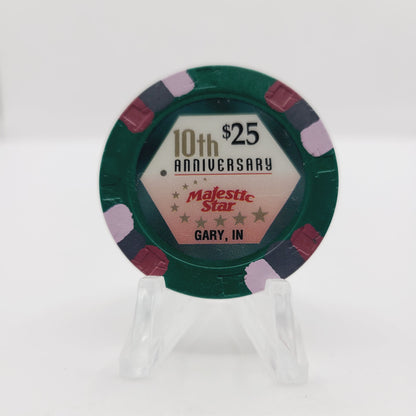 10th $25
ANNIVERSARY
Majestic
Star
GARY, IN